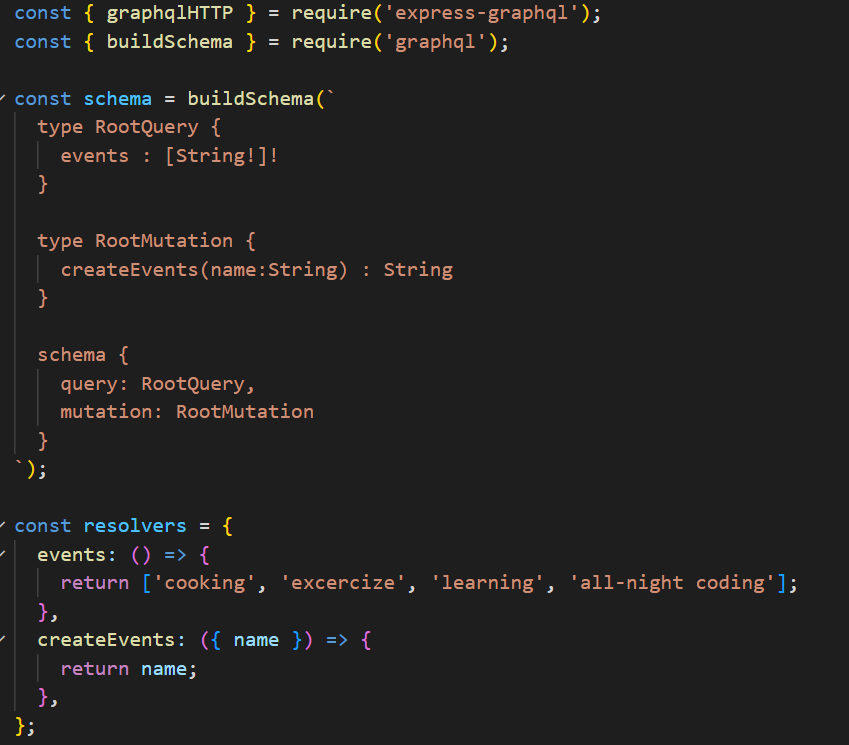 const { graphqlHTTP } = require('express-graphql');
const { buildSchema } = require('graphql');
const schema = buildSchema(`
type RootQuery {
events : [String!]!
}
type RootMutation {
createEvents(name:String) : String
}
schema {
query: RootQuery,
mutation: RootMutation
}
`);
const resolvers = {
events: () => {
return ['cooking', 'excercize', 'learning', 'all-night coding'];
},
createEvents: ({ name }) => {
return name;
},
};